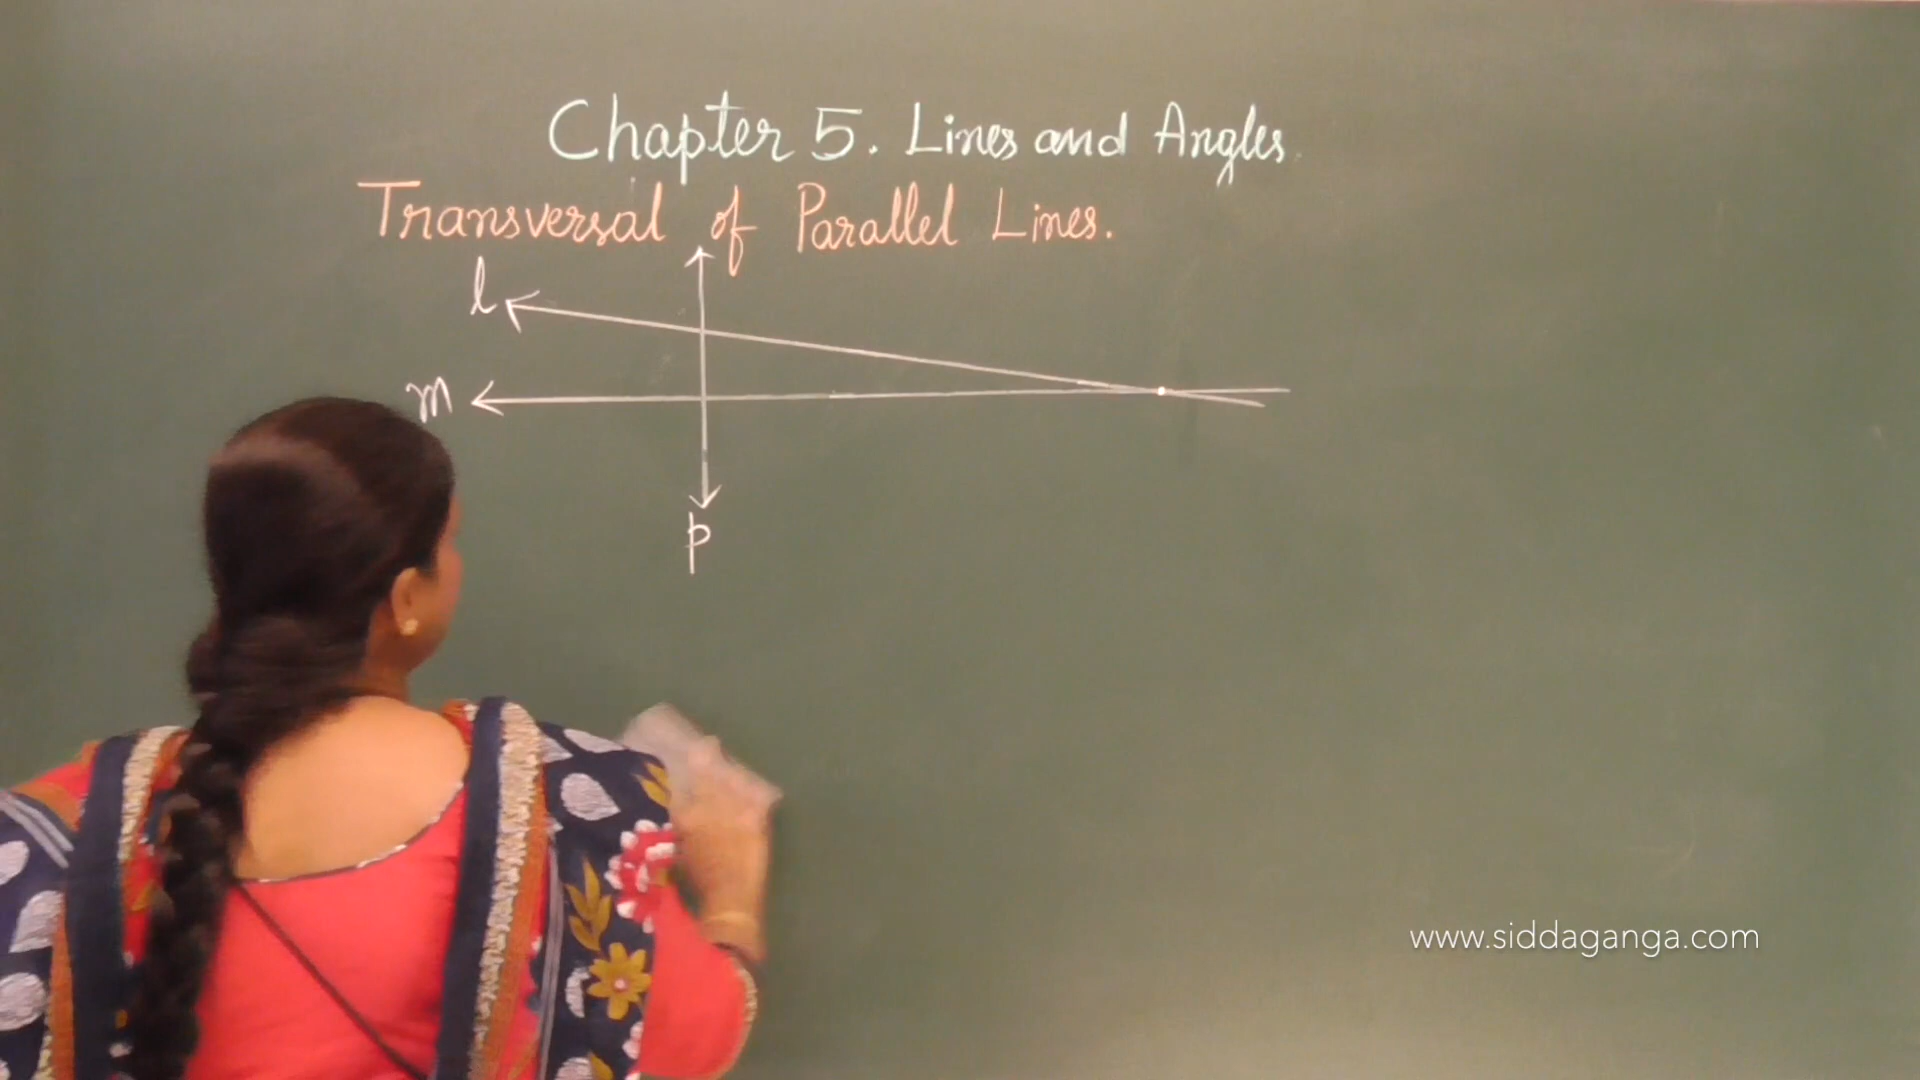 Chapter 5. Lines and Angles
Transversal of Parallel Lines.
l
m
p
www.siddaganga.com